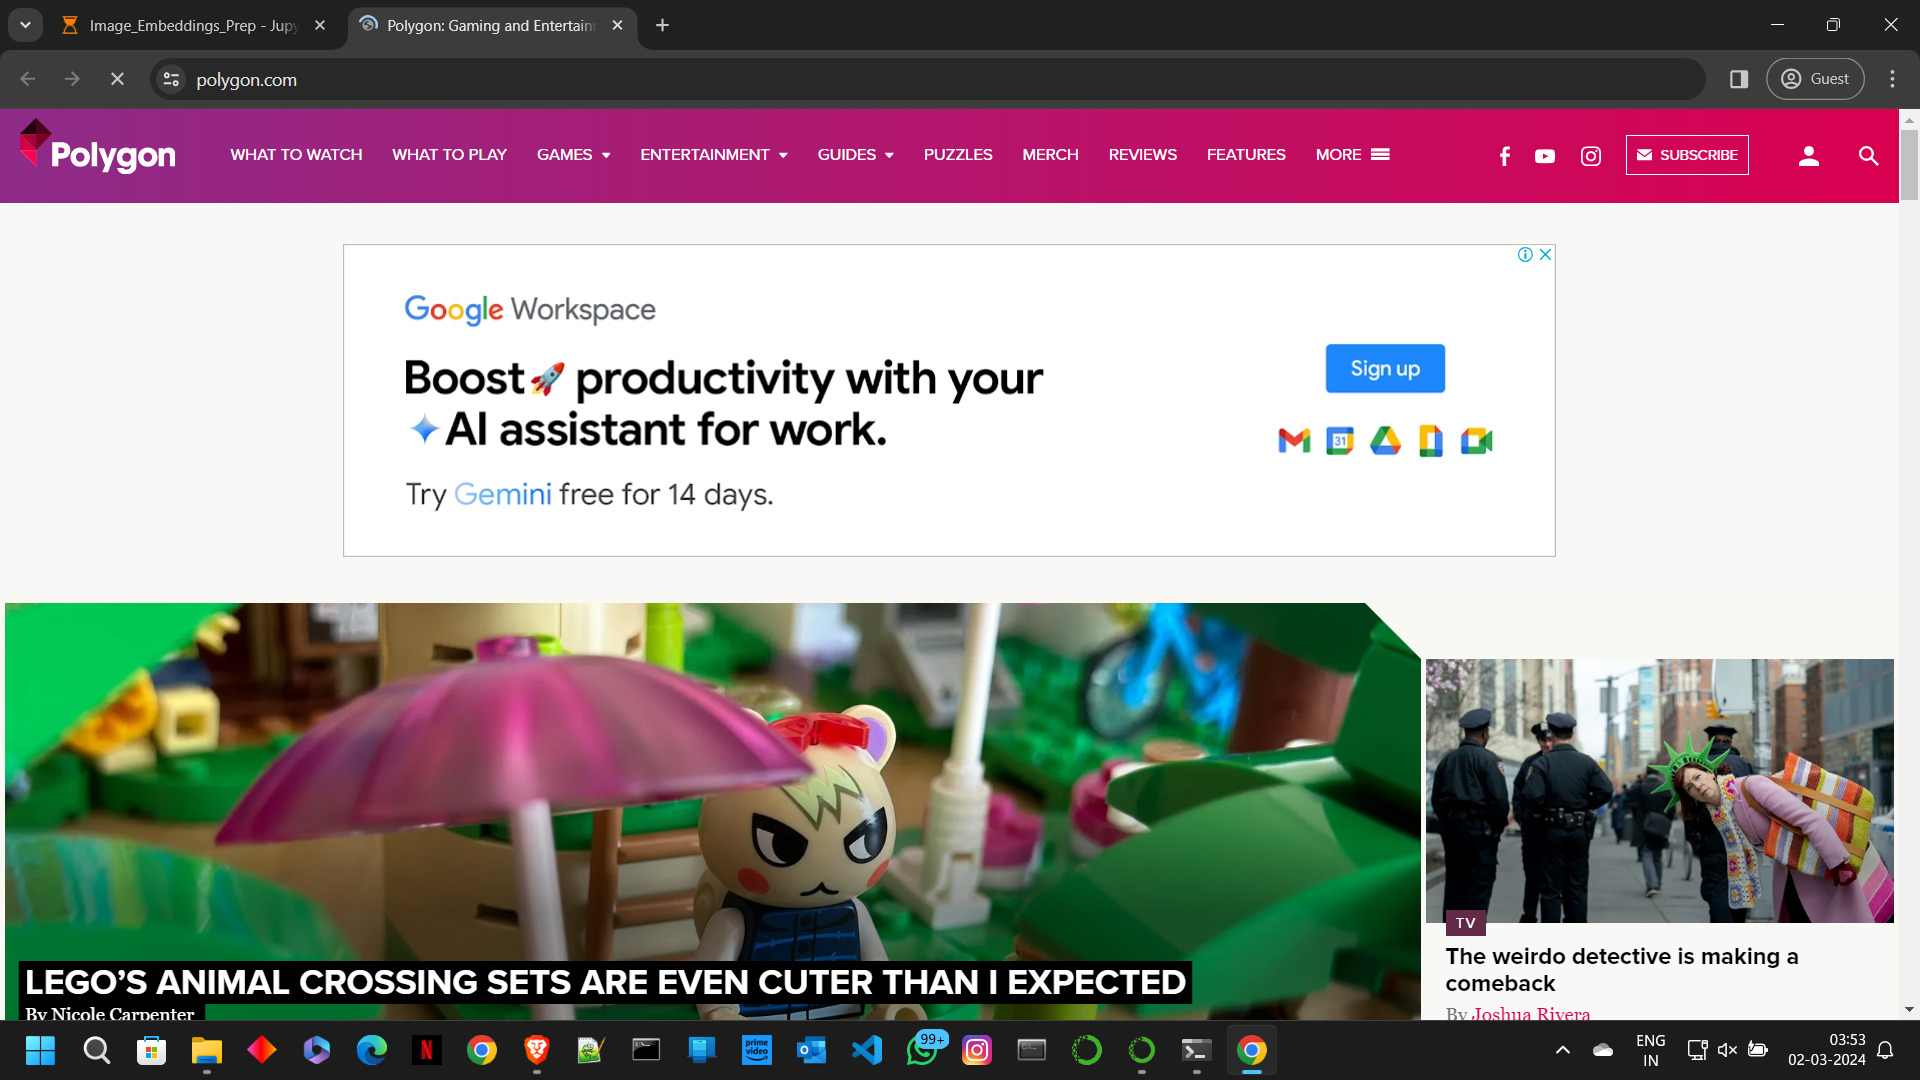 Image_Embeddings_Prep - Jupy
Polygon: Gaming and Entertain
polygon.com
Guest
Polygon
WHAT TO WATCH
WHAT TO PLAY
GAMES
ENTERTAINMENT
GUIDES
PUZZLES
MERCH
REVIEWS
FEATURES
MORE
SUBSCRIBE
Google Workspace
Boost🚀 productivity with your
AI assistant for work.
Try Gemini free for 14 days.
Sign up
31
LEGO’S ANIMAL CROSSING SETS ARE EVEN CUTER THAN I EXPECTED
By Nicole Carpenter
TV
The weirdo detective is making a
comeback
By Joshua Rivera
N
prime
video
99+
ENG
IN
03:53
02-03-2024